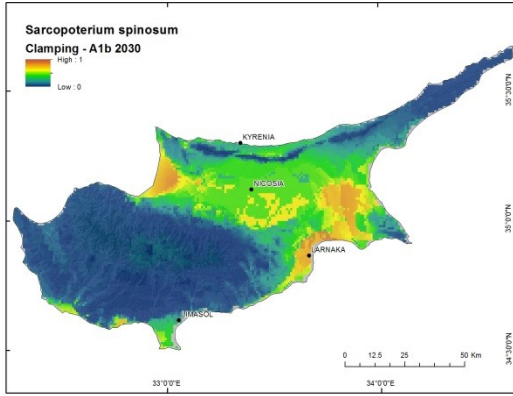 Sarcopoterium spinosum
Clamping - A1b 2030
High : 1
Low : 0
KYRENIA
NICOSIA
LARNAKA
LIMASOL
35°30'0"N
35°0'0"N
34°30'0"N
0 12.5 25 50 Km
33°0'0"E 34°0'0"E